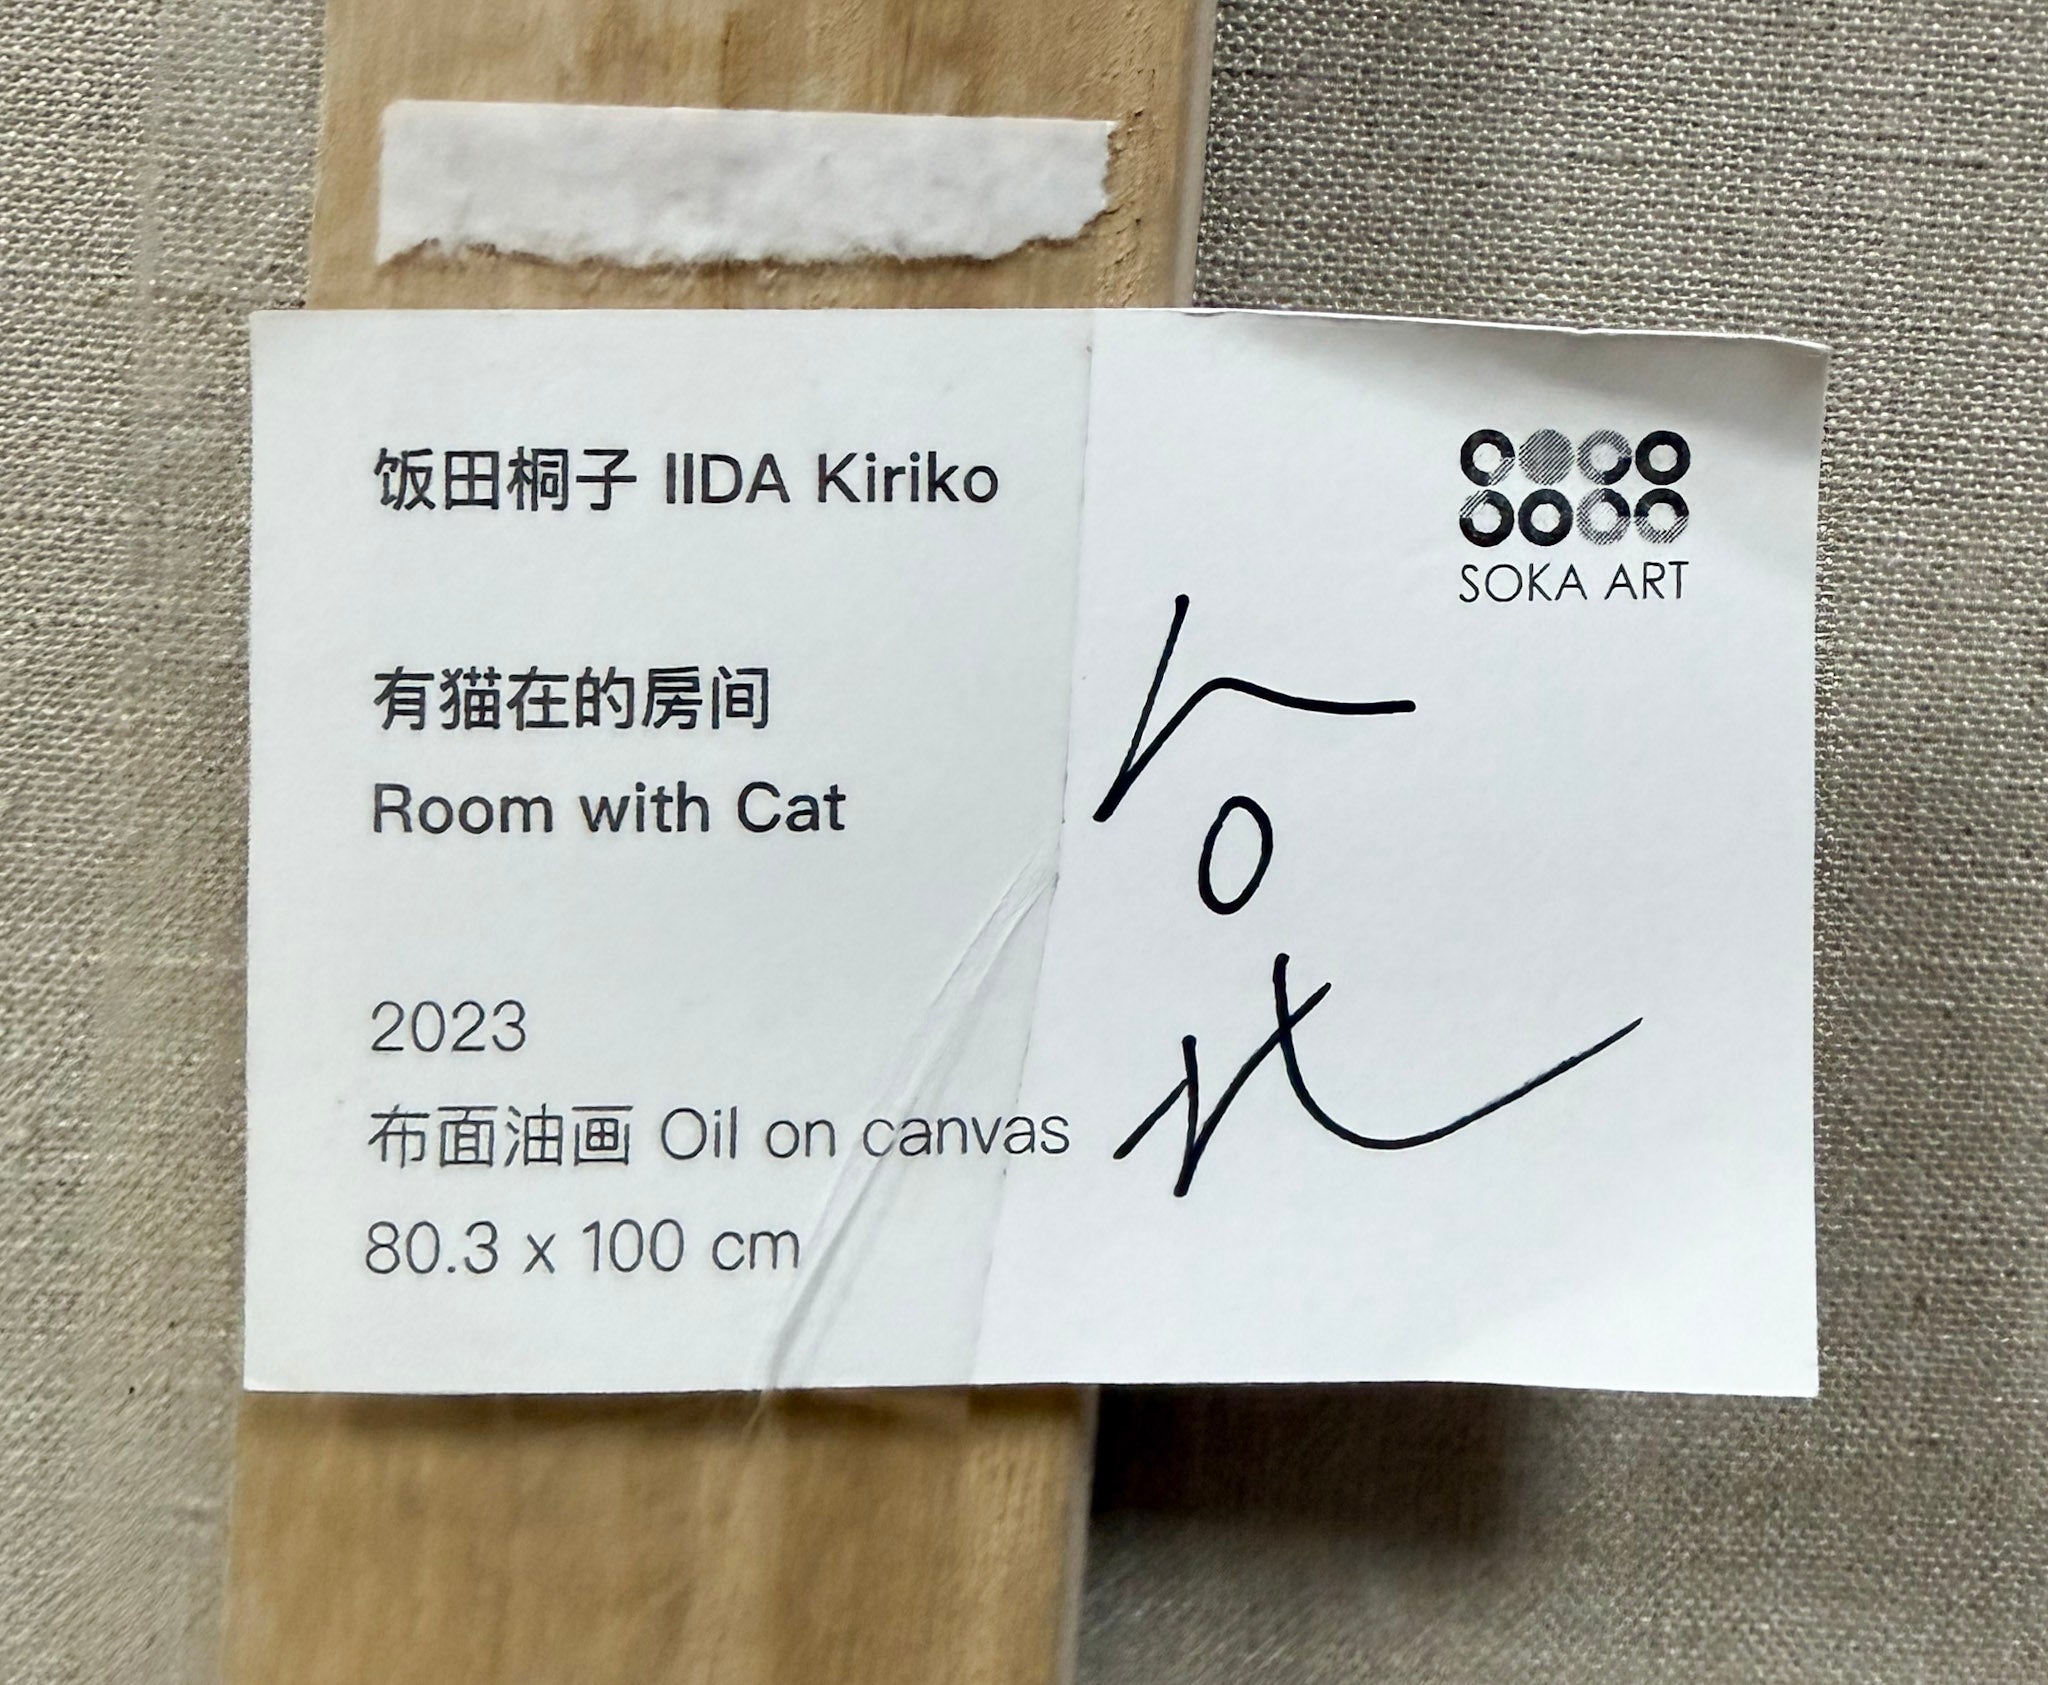 饭田桐子 IIDA Kiriko
SOKA ART
有猫在的房间
Room with Cat
2023
布面油画 Oil on canvas
80.3 x 100 cm